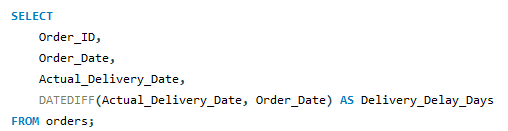 SELECT
    Order_ID,
    Order_Date,
    Actual_Delivery_Date,
    DATEDIFF(Actual_Delivery_Date, Order_Date) AS Delivery_Delay_Days
FROM orders;